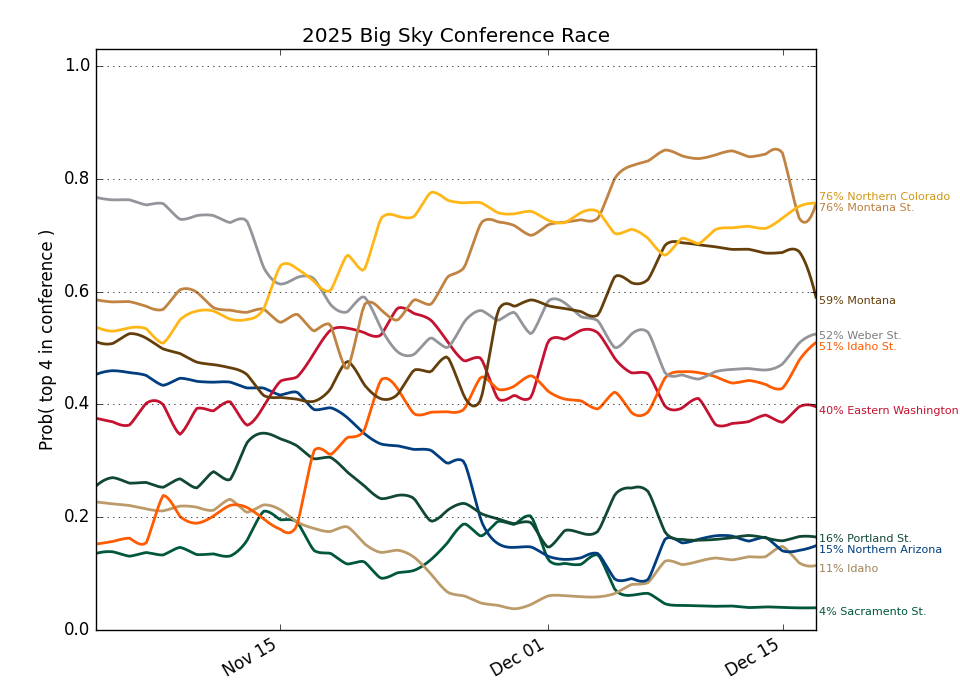 2025 Big Sky Conference Race
Prob( top 4 in conference )
1.0
0.8
0.6
0.4
0.2
0.0
Nov 15
Dec 01
Dec 15
76% Northern Colorado
76% Montana St.
59% Montana
52% Weber St.
51% Idaho St.
40% Eastern Washington
16% Portland St.
15% Northern Arizona
11% Idaho
4% Sacramento St.